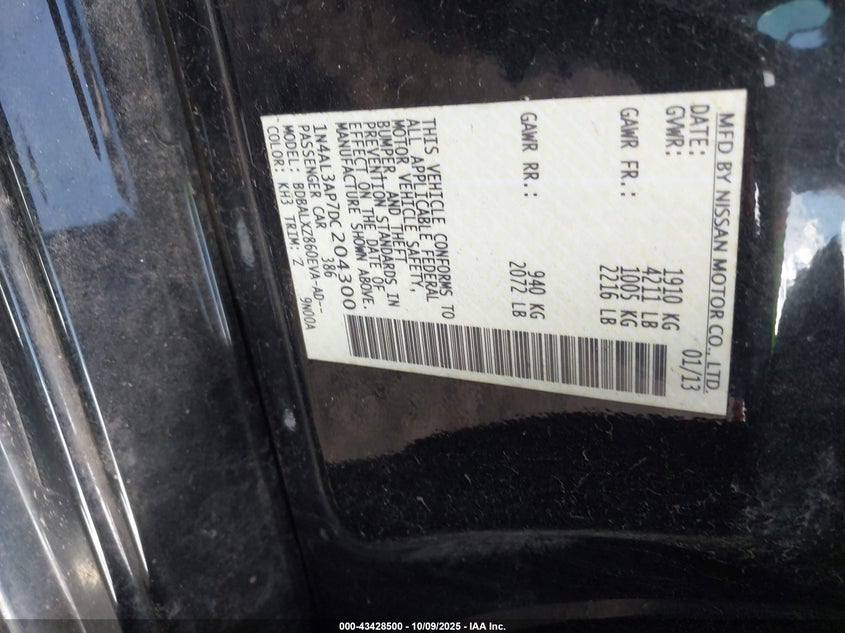 MFD BY NISSAN MOTOR CO., LTD.
DATE: 01/13
GVWR: 1910 KG
4211 LB
GAWR FR.: 1005 KG
2216 LB
GAWR RR.: 940 KG
2072 LB
THIS VEHICLE CONFORMS TO
ALL APPLICABLE FEDERAL
MOTOR VEHICLE SAFETY,
BUMPER, AND THEFT
PREVENTION STANDARDS IN
EFFECT ON THE DATE OF
MANUFACTURE SHOWN ABOVE.
1N4AL3AP7DC204300
PASSENGER CAR 386
MODEL: BDBALXZ860EVA-AD-- 9N00A
COLOR: KH3 TRIM: Z
000-43428500 - 10/09/2025 - IAA Inc.